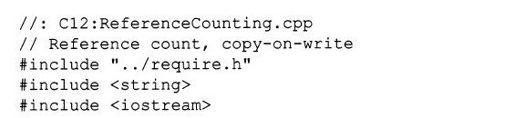 //: C12:ReferenceCounting.cpp
// Reference count, copy-on-write
#include "../require.h"
#include <string>
#include <iostream>